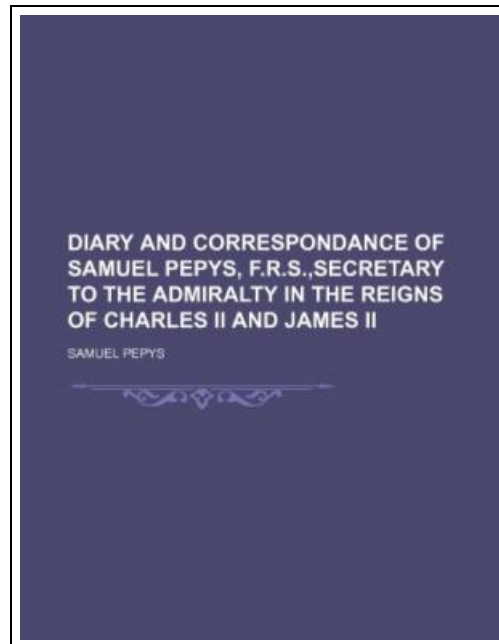 DIARY AND CORRESPONDANCE OF
SAMUEL PEPYS, F.R.S.,SECRETARY
TO THE ADMIRALTY IN THE REIGNS
OF CHARLES II AND JAMES II
SAMUEL PEPYS